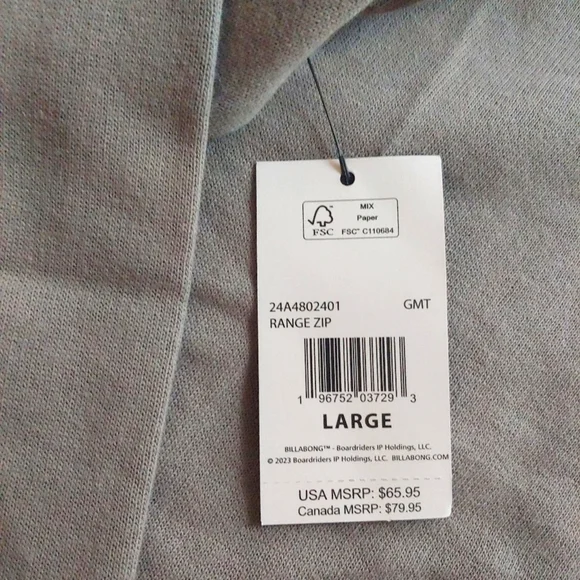 MIX
Paper
FSC FSC™ C110684
24A4802401 GMT
RANGE ZIP
1 96752 03729 3
LARGE
BILLABONG™ - Boardriders IP Holdings, LLC.
© 2023 Boardriders IP Holdings, LLC. BILLABONG.COM
USA MSRP: $65.95
Canada MSRP: $79.95